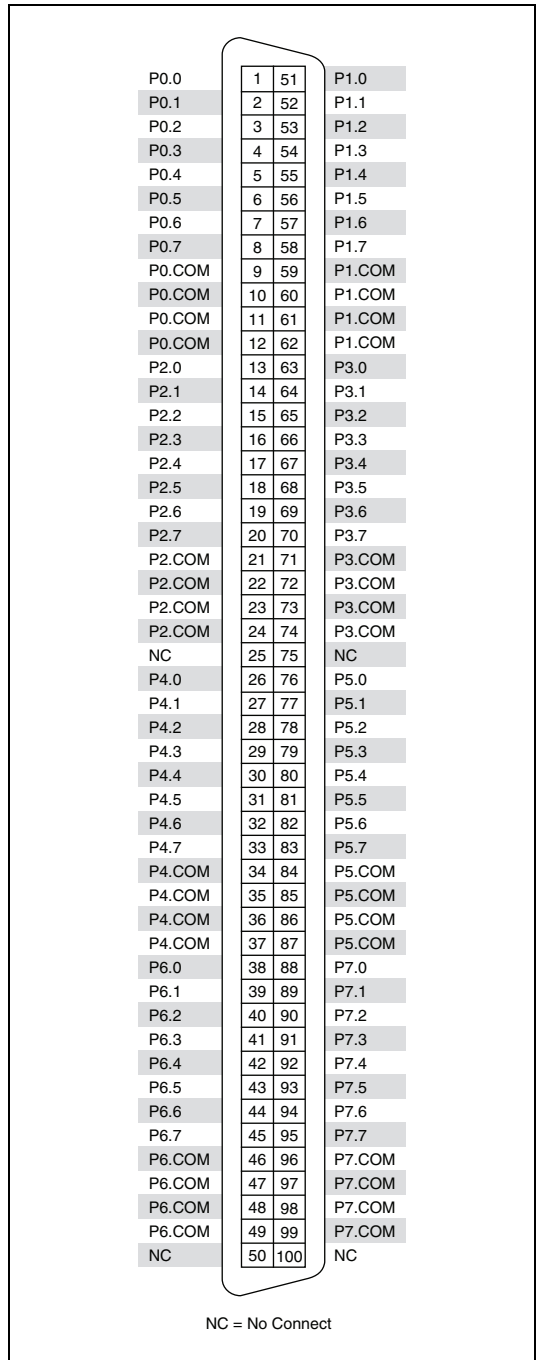 P0.0 1 51 P1.0
P0.1 2 52 P1.1
P0.2 3 53 P1.2
P0.3 4 54 P1.3
P0.4 5 55 P1.4
P0.5 6 56 P1.5
P0.6 7 57 P1.6
P0.7 8 58 P1.7
P0.COM 9 59 P1.COM
P0.COM 10 60 P1.COM
P0.COM 11 61 P1.COM
P0.COM 12 62 P1.COM
P2.0 13 63 P3.0
P2.1 14 64 P3.1
P2.2 15 65 P3.2
P2.3 16 66 P3.3
P2.4 17 67 P3.4
P2.5 18 68 P3.5
P2.6 19 69 P3.6
P2.7 20 70 P3.7
P2.COM 21 71 P3.COM
P2.COM 22 72 P3.COM
P2.COM 23 73 P3.COM
P2.COM 24 74 P3.COM
NC 25 75 NC
P4.0 26 76 P5.0
P4.1 27 77 P5.1
P4.2 28 78 P5.2
P4.3 29 79 P5.3
P4.4 30 80 P5.4
P4.5 31 81 P5.5
P4.6 32 82 P5.6
P4.7 33 83 P5.7
P4.COM 34 84 P5.COM
P4.COM 35 85 P5.COM
P4.COM 36 86 P5.COM
P4.COM 37 87 P5.COM
P6.0 38 88 P7.0
P6.1 39 89 P7.1
P6.2 40 90 P7.2
P6.3 41 91 P7.3
P6.4 42 92 P7.4
P6.5 43 93 P7.5
P6.6 44 94 P7.6
P6.7 45 95 P7.7
P6.COM 46 96 P7.COM
P6.COM 47 97 P7.COM
P6.COM 48 98 P7.COM
P6.COM 49 99 P7.COM
NC 50 100 NC
NC = No Connect